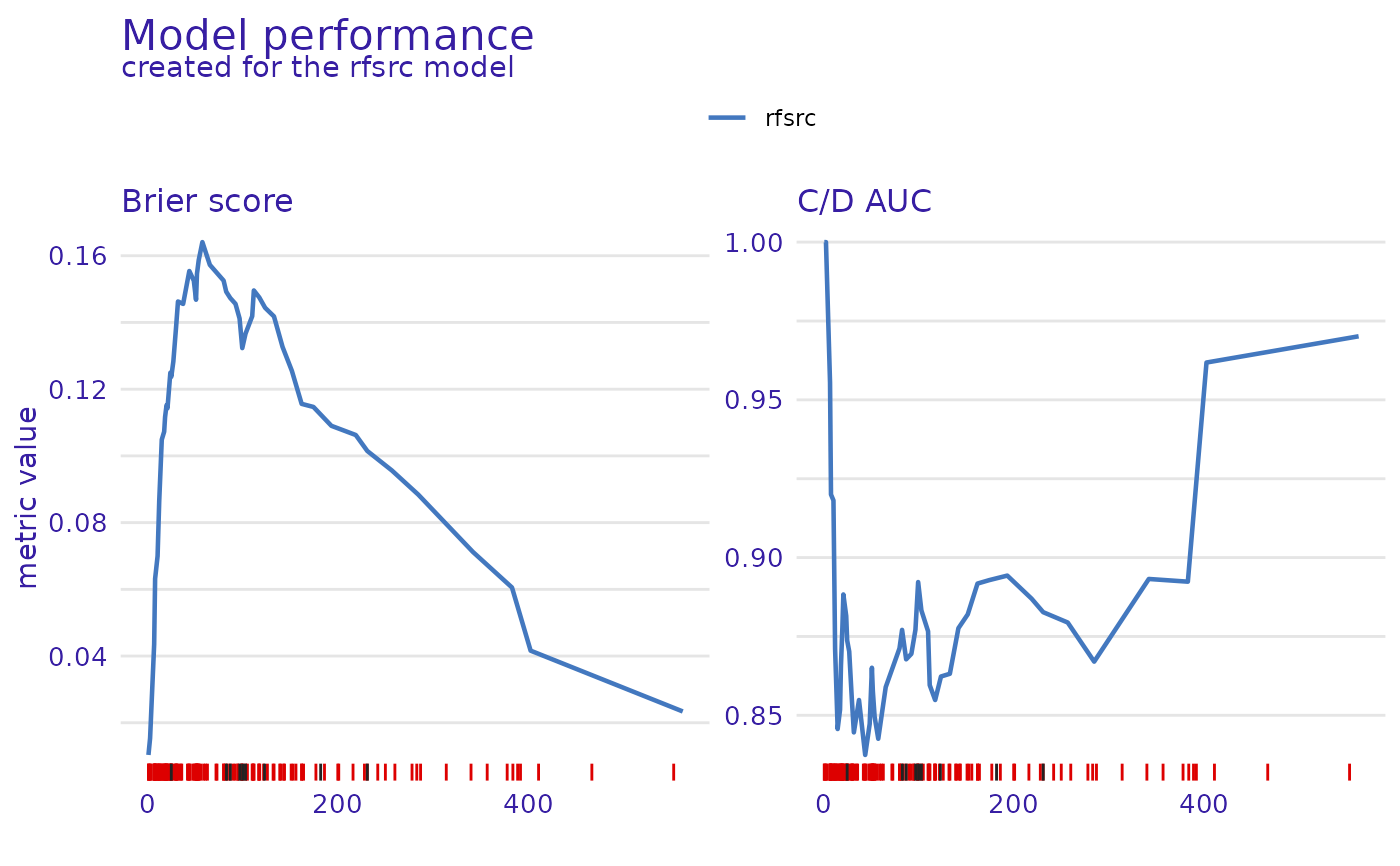 Model performance
created for the rfsrc model
rfsrc
Brier score
0.16
0.12
0.08
0.04
metric value
0 200 400
C/D AUC
1.00
0.95
0.90
0.85
0 200 400